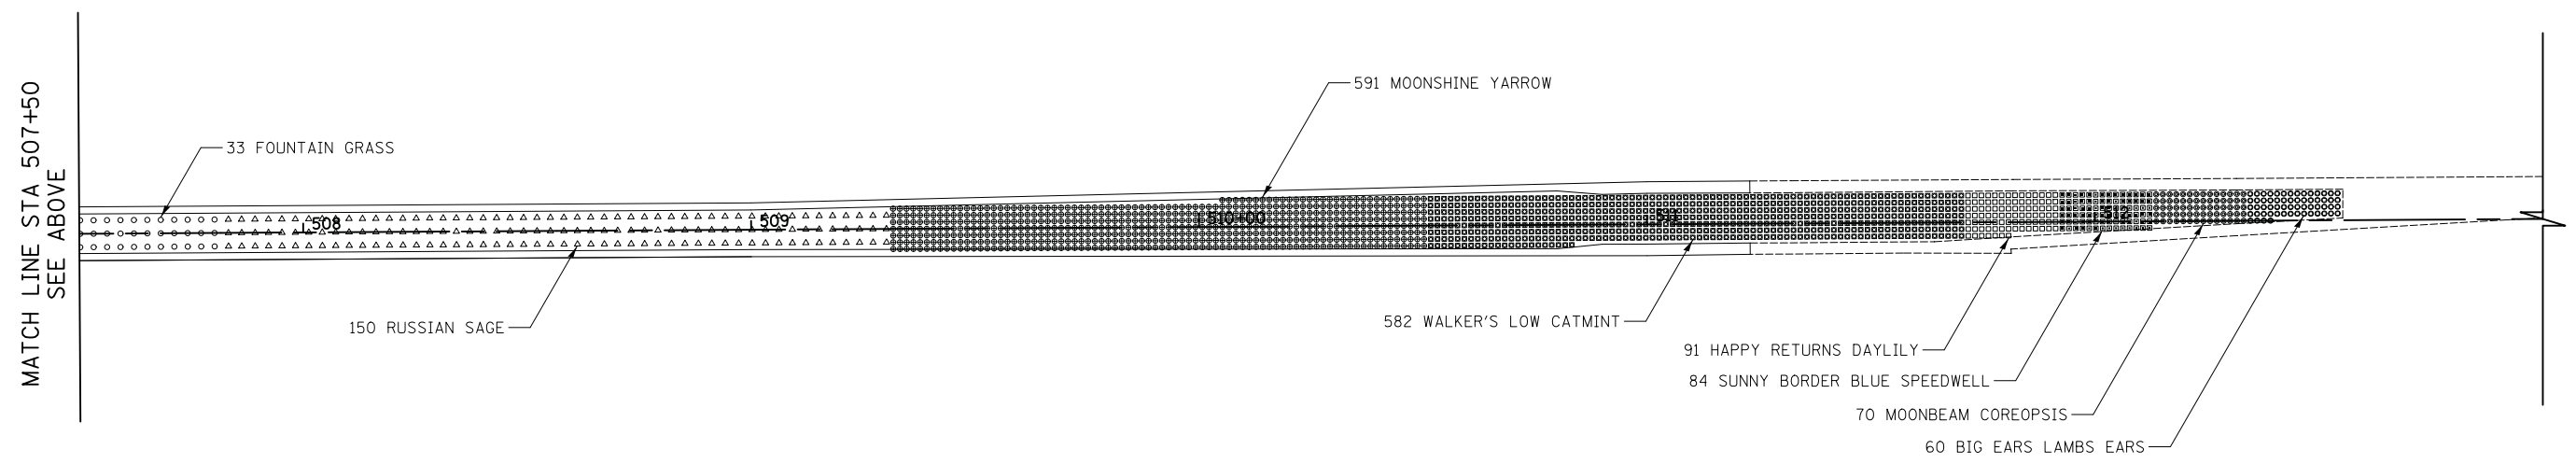 MATCH LINE STA 507+50
SEE ABOVE
33 FOUNTAIN GRASS
591 MOONSHINE YARROW
508
509
510+00
511
512
150 RUSSIAN SAGE
582 WALKER'S LOW CATMINT
91 HAPPY RETURNS DAYLILY
84 SUNNY BORDER BLUE SPEEDWELL
70 MOONBEAM COREOPSIS
60 BIG EARS LAMBS EARS